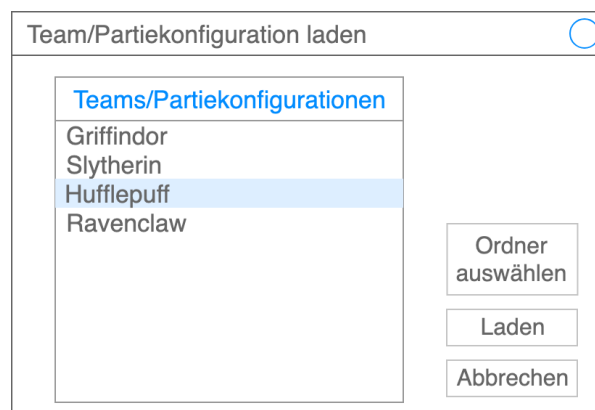 Team/Partiekonfiguration laden
Teams/Partiekonfigurationen
Griffindor
Slytherin
Hufflepuff
Ravenclaw
Ordner
auswählen
Laden
Abbrechen